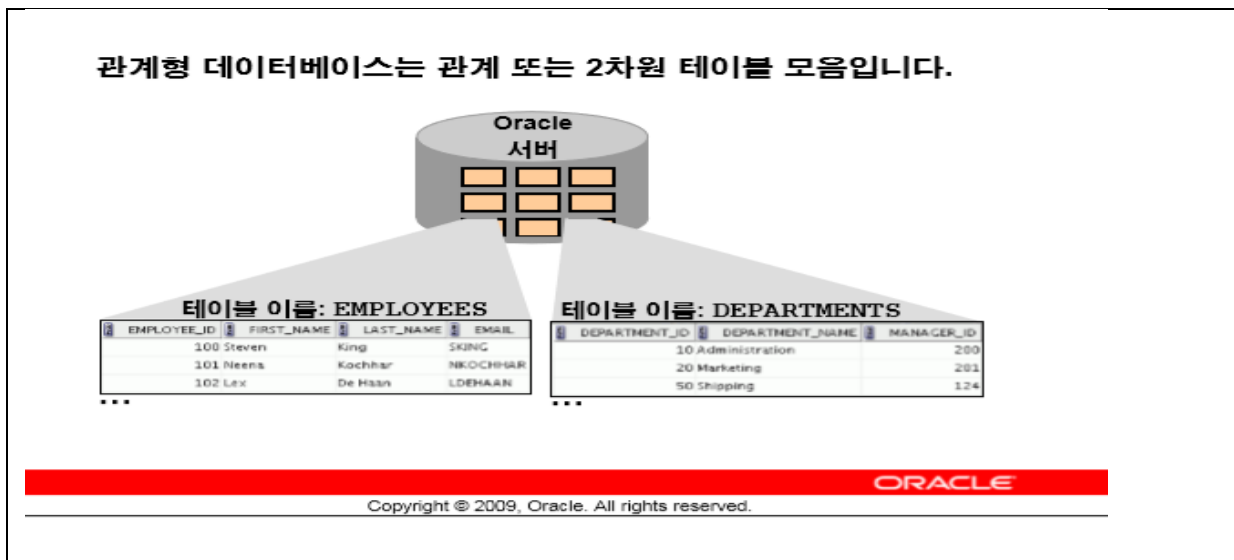 관계형 데이터베이스는 관계 또는 2차원 테이블 모음입니다.
Oracle
서버
테이블 이름: EMPLOYEES
EMPLOYEE_ID FIRST_NAME LAST_NAME EMAIL
100 Steven King SKING
101 Neena Kochhar NKOCHHAR
102 Lex De Haan LDEHAAN
...
테이블 이름: DEPARTMENTS
DEPARTMENT_ID DEPARTMENT_NAME MANAGER_ID
10 Administration 200
20 Marketing 201
50 Shipping 124
...
ORACLE
Copyright © 2009, Oracle. All rights reserved.